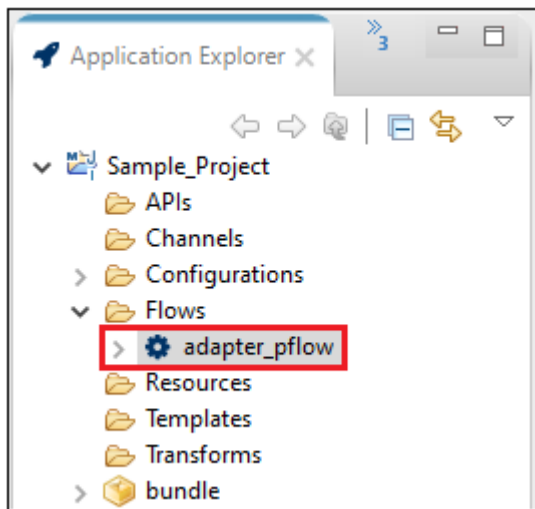 Application Explorer
3
Sample_Project
APIs
Channels
Configurations
Flows
adapter_pflow
Resources
Templates
Transforms
bundle